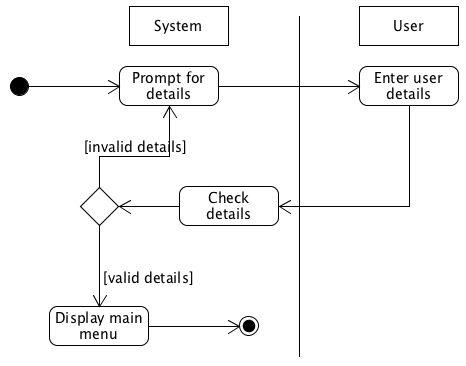 System
User
Prompt for
details
Enter user
details
[invalid details]
Check
details
[valid details]
Display main
menu